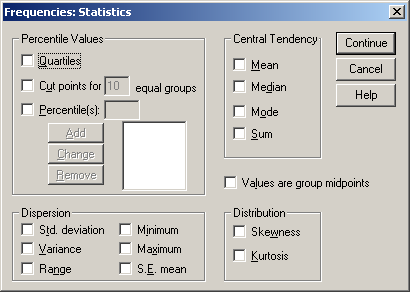 Frequencies: Statistics
Percentile Values
Quartiles
Cut points for 10 equal groups
Percentile(s):
Add
Change
Remove
Central Tendency
Mean
Median
Mode
Sum
Continue
Cancel
Help
Values are group midpoints
Dispersion
Std. deviation
Minimum
Variance
Maximum
Range
S.E. mean
Distribution
Skewness
Kurtosis